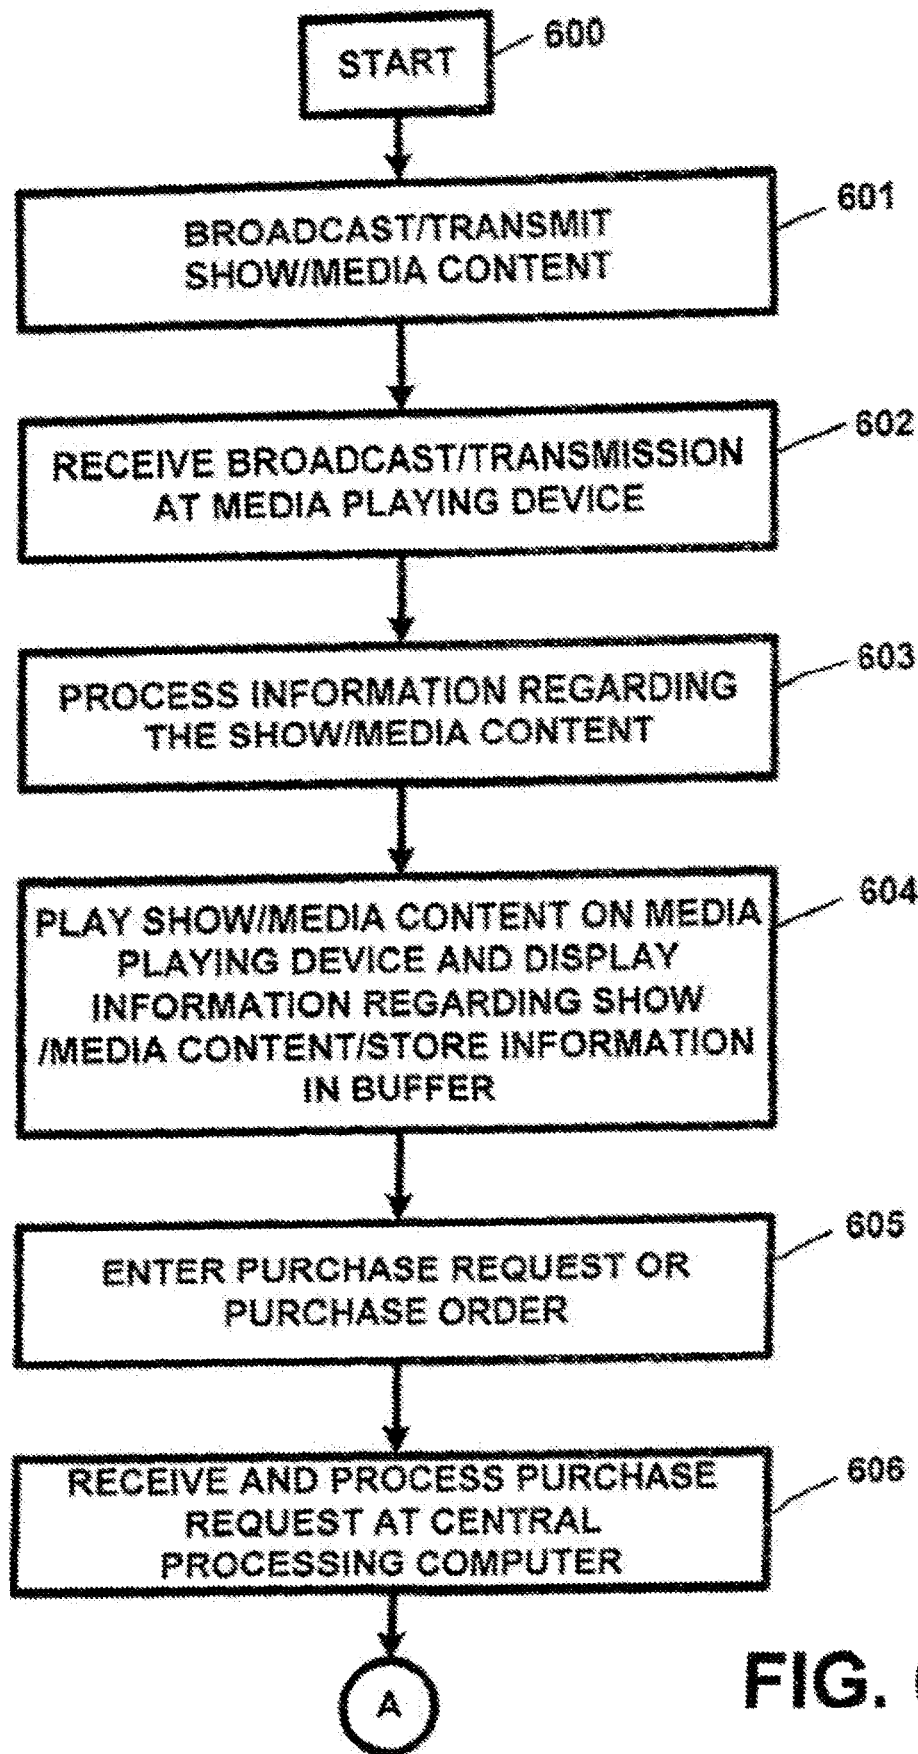 START
600
BROADCAST/TRANSMIT
SHOW/MEDIA CONTENT
601
RECEIVE BROADCAST/TRANSMISSION
AT MEDIA PLAYING DEVICE
602
PROCESS INFORMATION REGARDING
THE SHOW/MEDIA CONTENT
603
PLAY SHOW/MEDIA CONTENT ON MEDIA
PLAYING DEVICE AND DISPLAY
INFORMATION REGARDING SHOW
/MEDIA CONTENT/STORE INFORMATION
IN BUFFER
604
ENTER PURCHASE REQUEST OR
PURCHASE ORDER
605
RECEIVE AND PROCESS PURCHASE
REQUEST AT CENTRAL
PROCESSING COMPUTER
606
A
FIG.